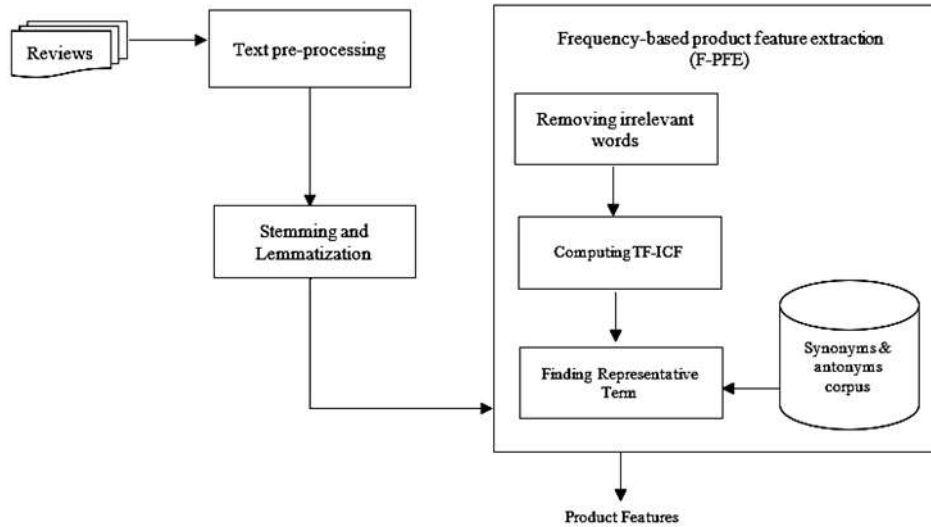 Reviews
Text pre-processing
Stemming and
Lemmatization
Frequency-based product feature extraction
(F-PFE)
Removing irrelevant
words
Computing TF-ICF
Finding Representative
Term
Synonyms &
antonyms
corpus
Product Features